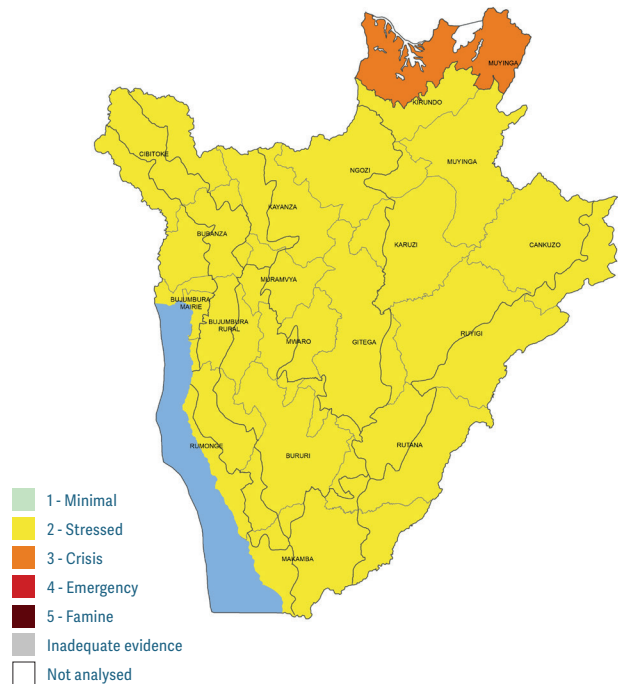 MUYINGA
KIRUNDO
CIBITOKE
NGOZI
MUYINGA
KAYANZA
BUBANZA
KARUZI
CANKUZO
MURAMVYA
BUJUMBURA
MAIRIE
BUJUMBURA
RURAL
MWARO
GITEGA
RUYIGI
RUMONGE
BURURI
RUTANA
MAKAMBA
1 - Minimal
2 - Stressed
3 - Crisis
4 - Emergency
5 - Famine
Inadequate evidence
Not analysed